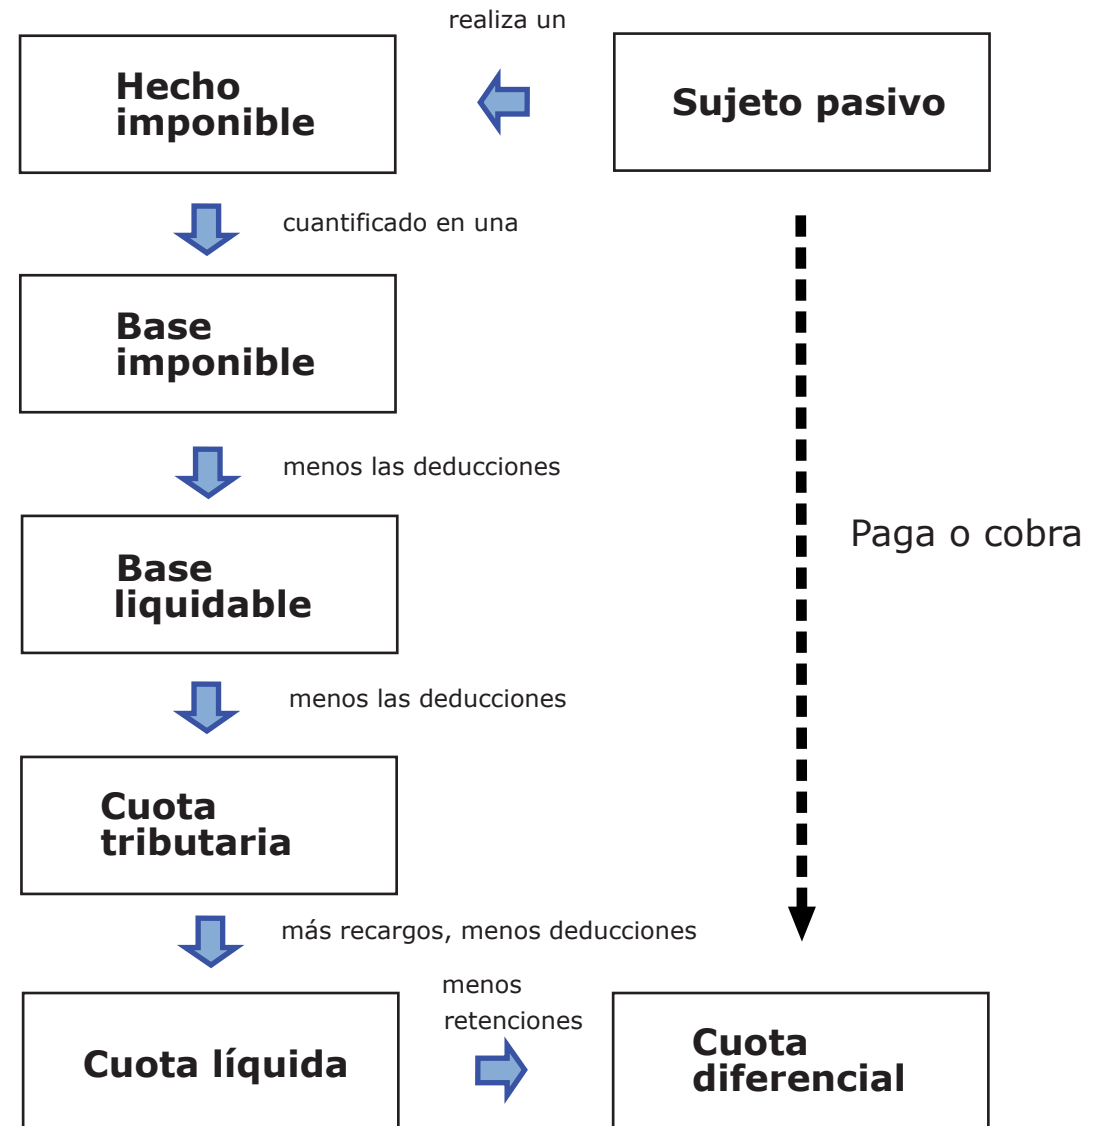 realiza un
Hecho
imponible
Sujeto pasivo
cuantificado en una
Base
imponible
menos las deducciones
Paga o cobra
Base
liquidable
menos las deducciones
Cuota
tributaria
más recargos, menos deducciones
menos
retenciones
Cuota líquida
Cuota
diferencial